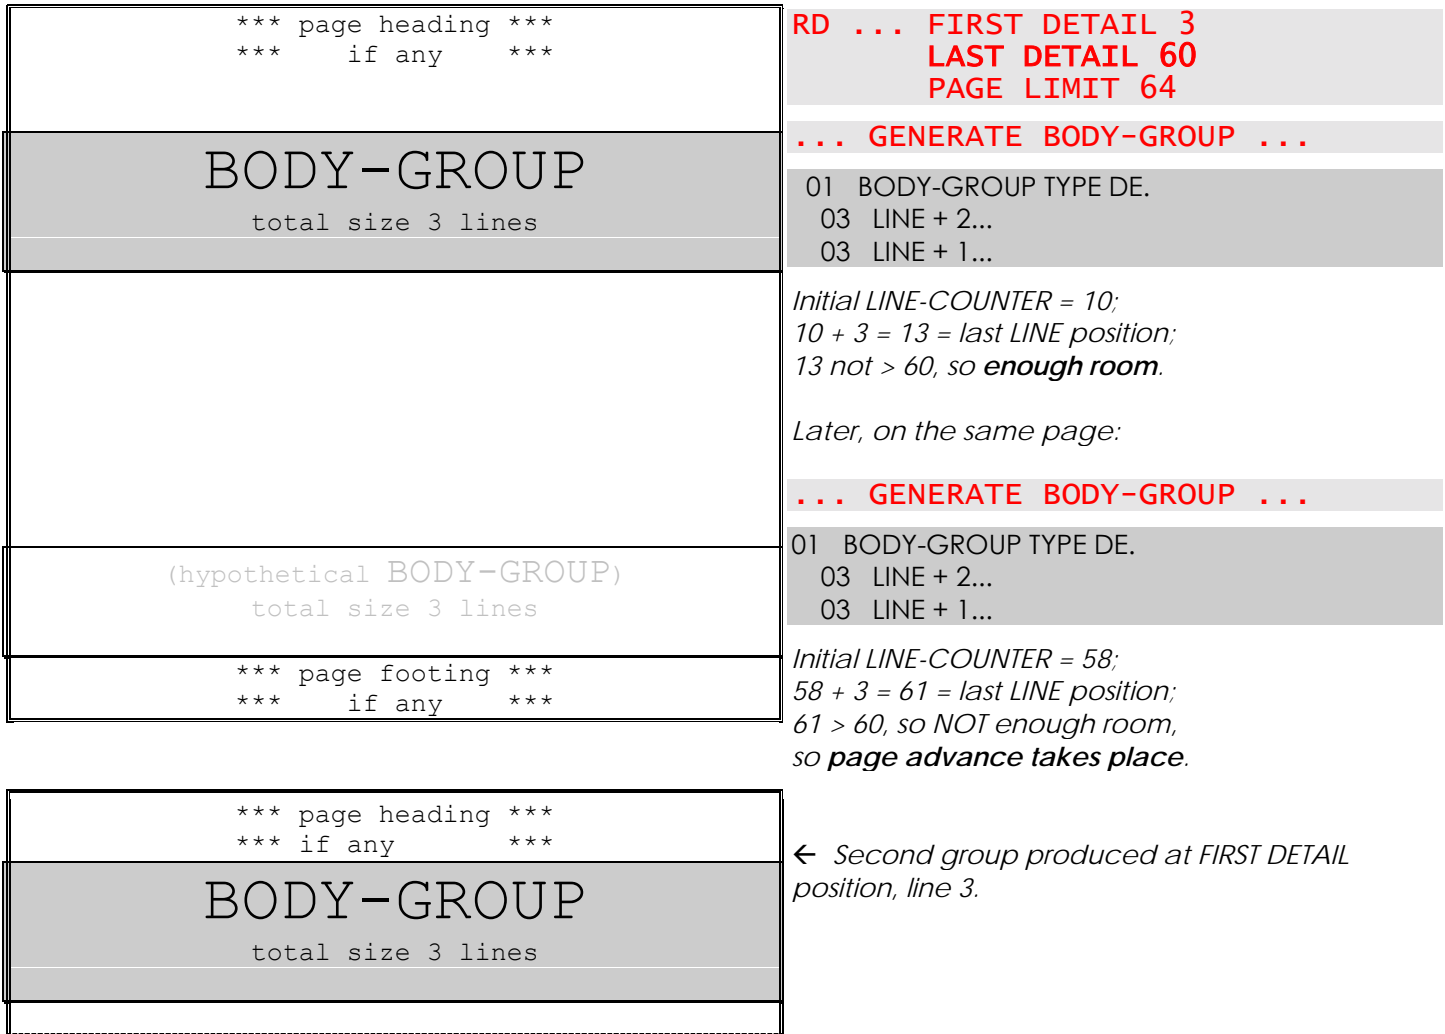 *** page heading ***
*** if any ***
RD ... FIRST DETAIL 3
LAST DETAIL 60
PAGE LIMIT 64
... GENERATE BODY-GROUP ...
BODY-GROUP
total size 3 lines
01 BODY-GROUP TYPE DE.
03 LINE + 2...
03 LINE + 1...
Initial LINE-COUNTER = 10;
10 + 3 = 13 = last LINE position;
13 not > 60, so enough room.
Later, on the same page:
... GENERATE BODY-GROUP ...
(hypothetical BODY-GROUP)
total size 3 lines
01 BODY-GROUP TYPE DE.
03 LINE + 2...
03 LINE + 1...
*** page footing ***
*** if any ***
Initial LINE-COUNTER = 58;
58 + 3 = 61 = last LINE position;
61 > 60, so NOT enough room,
so page advance takes place.
*** page heading ***
*** if any ***
BODY-GROUP
total size 3 lines
← Second group produced at FIRST DETAIL
position, line 3.